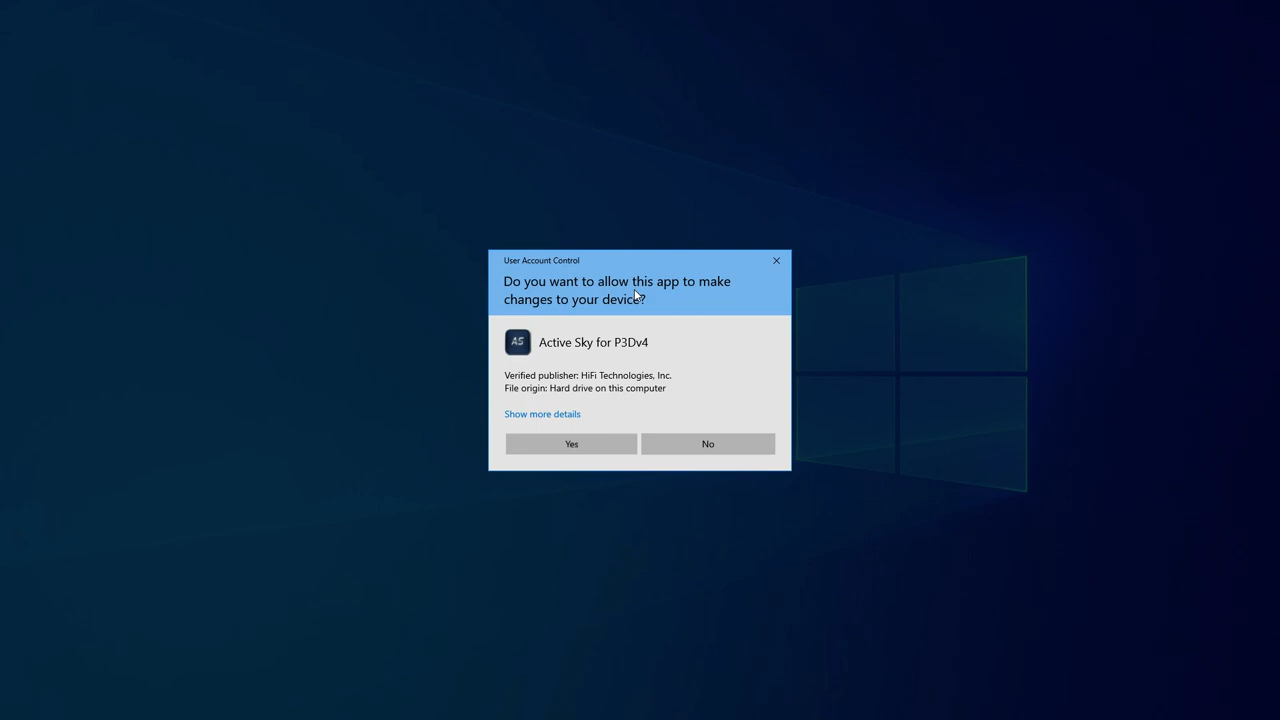 User Account Control
Do you want to allow this app to make
changes to your device?
AS
Active Sky for P3Dv4
Verified publisher: HiFi Technologies, Inc.
File origin: Hard drive on this computer
Show more details
Yes
No